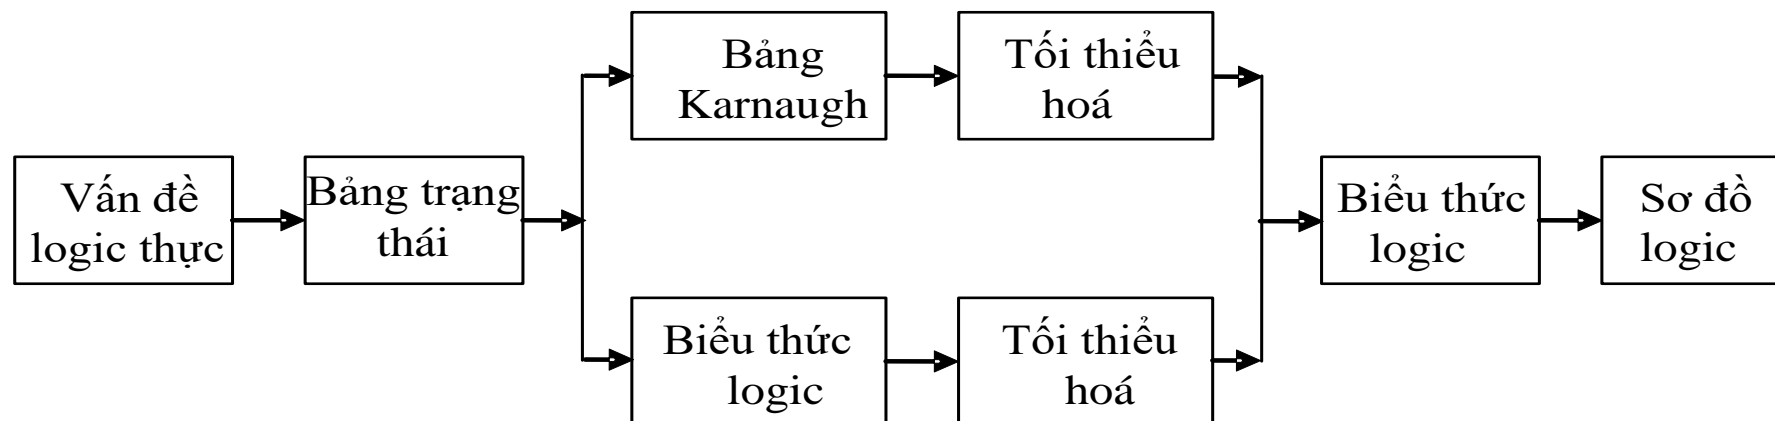 Vấn đề
logic thực
Bảng trạng
thái
Bảng
Karnaugh
Tối thiểu
hoá
Biểu thức
logic
Tối thiểu
hoá
Biểu thức
logic
Sơ đồ
logic